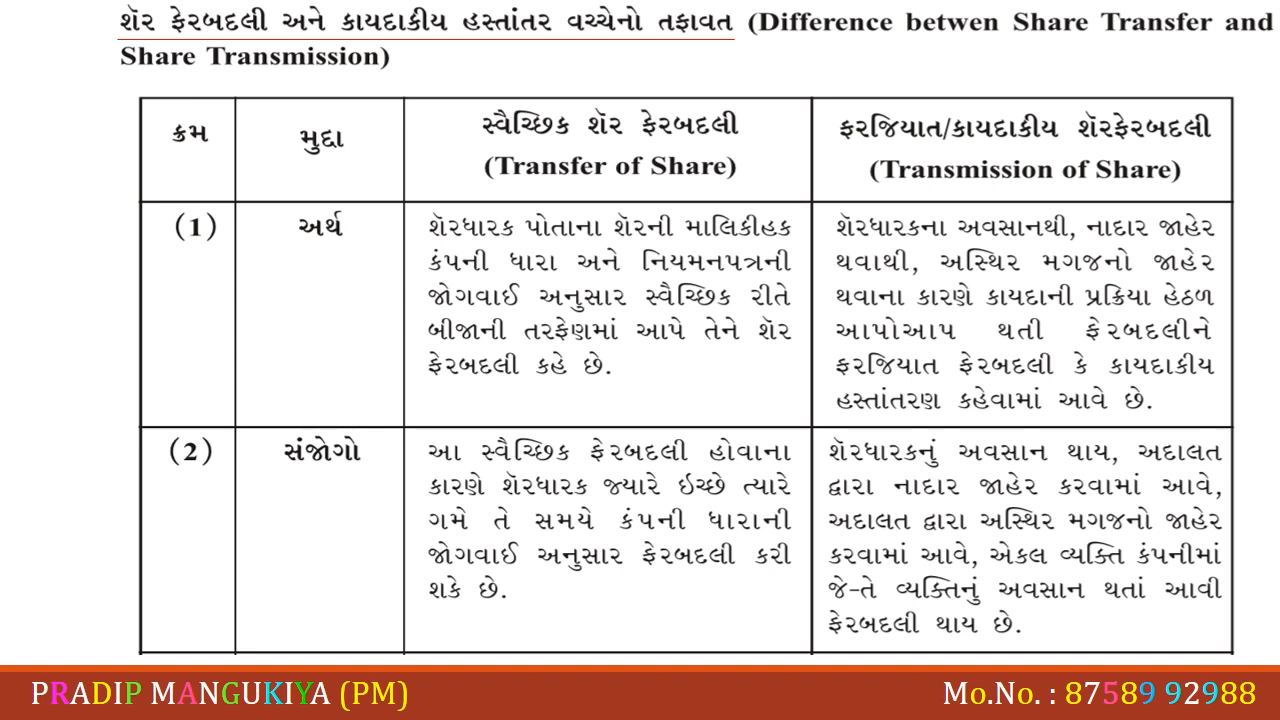 શૅર ફેરબદલી અને કાયદાકીય હસ્તાંતર વચ્ચેનો તફાવત (Difference betwen Share Transfer and
Share Transmission)
ક્રમ
મુદ્દા
સ્વૈચ્છિક શૅર ફેરબદલી
(Transfer of Share)
ફરજિયાત/કાયદાકીય શૅરફેરબદલી
(Transmission of Share)
(1)
અર્થ
શૅરધારક પોતાના શૅરની માલિકીહક
કંપની ધારા અને નિયમનપત્રની
જોગવાઈ અનુસાર સ્વૈચ્છિક રીતે
બીજાની તરફેણમાં આપે તેને શૅર
ફેરબદલી કહે છે.
શૅરધારકના અવસાનથી, નાદાર જાહેર
થવાથી, અસ્થિર મગજનો જાહેર
થવાના કારણે કાયદાની પ્રક્રિયા હેઠળ
આપોઆપ થતી ફેરબદલીને
ફરજિયાત ફેરબદલી કે કાયદાકીય
હસ્તાંતરણ કહેવામાં આવે છે.
(2)
સંજોગો
આ સ્વૈચ્છિક ફેરબદલી હોવાના
કારણે શૅરધારક જ્યારે ઇચ્છે ત્યારે
ગમે તે સમયે કંપની ધારાની
જોગવાઈ અનુસાર ફેરબદલી કરી
શકે છે.
શૅરધારકનું અવસાન થાય, અદાલત
દ્વારા નાદાર જાહેર કરવામાં આવે,
અદાલત દ્વારા અસ્થિર મગજનો જાહેર
કરવામાં આવે, એકલ વ્યક્તિ કંપનીમાં
જે-તે વ્યક્તિનું અવસાન થતાં આવી
ફેરબદલી થાય છે.
PRADIP MANGUKIYA (PM)
Mo.No. : 87589 92988